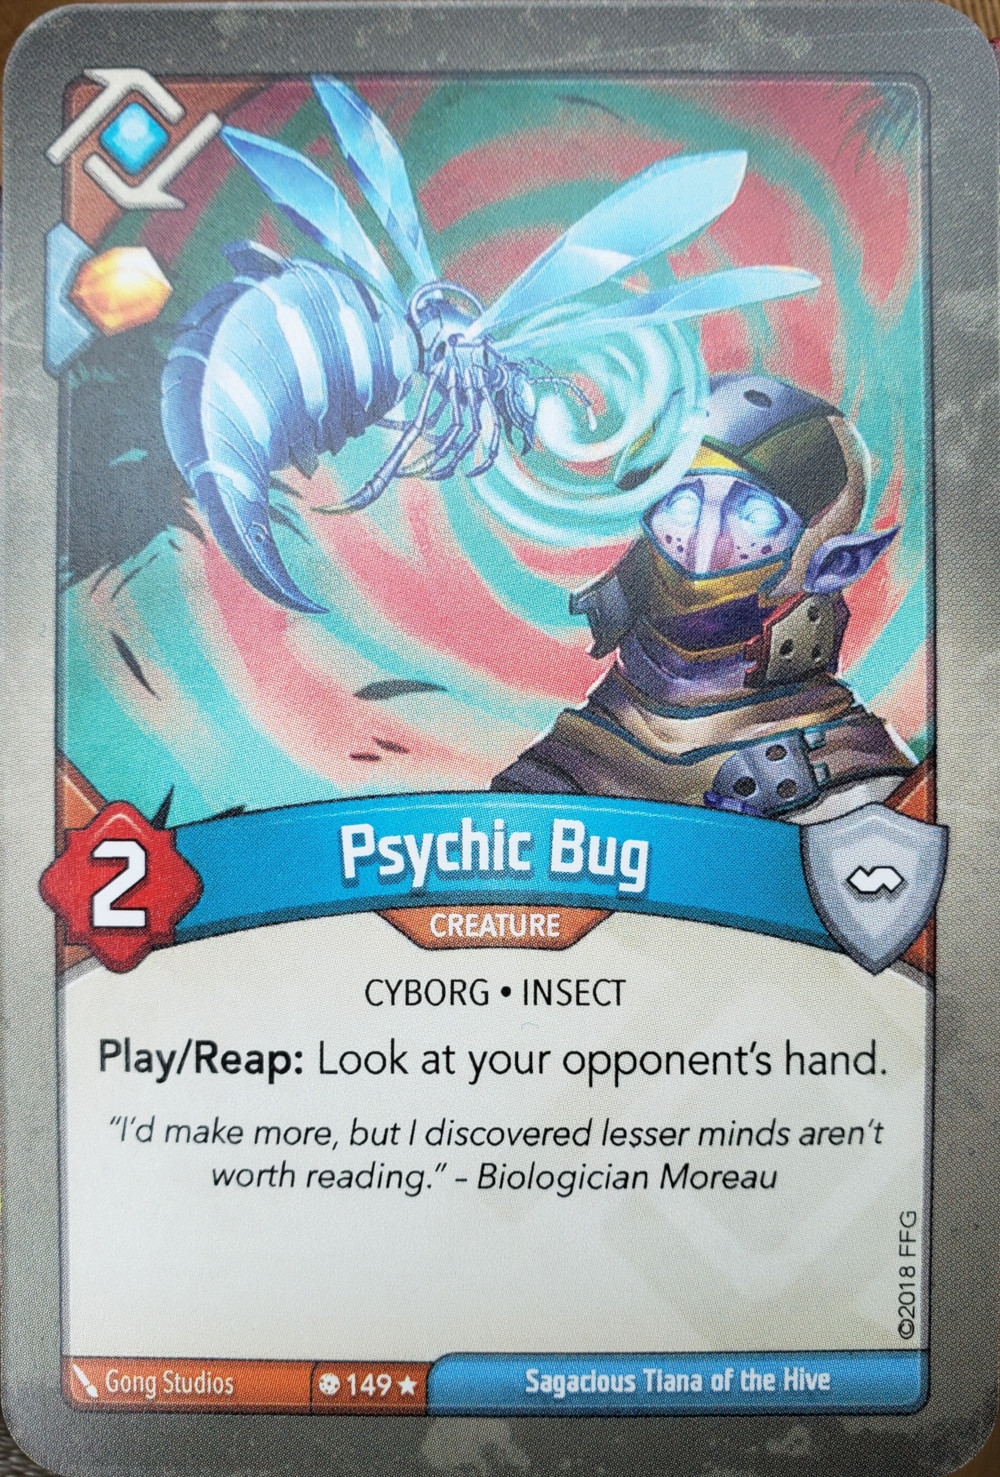 2
Psychic Bug
CREATURE
CYBORG • INSECT
Play/Reap: Look at your opponent's hand.
"I'd make more, but I discovered lesser minds aren't
worth reading." – Biologician Moreau
©2018 FFG
Gong Studios
149
Sagacious Tiana of the Hive